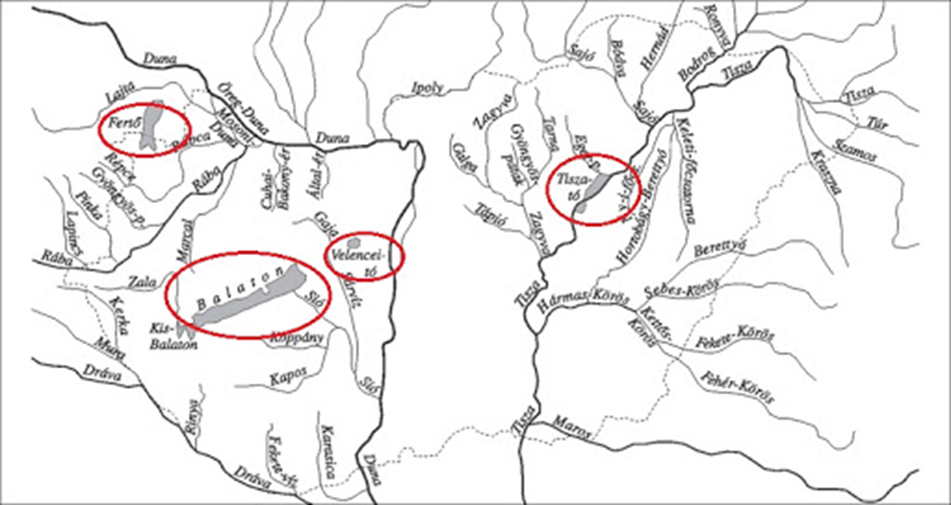 Duna
Lajta
Fertő
Öreg-Duna
Mosoni-
Duna
Rábca
Répce
Gyöngyös-p.
Pinka
Lapincs
Rába
Rába
Marcal
Cuhai-
Bakony-ér
Által-ér
Duna
Ipoly
Zala
Kerka
Mura
Dráva
Balaton
Kis-
Balaton
Sió
Gaja
Velencei-
tó
Koppány
Kapos
Sió
Rinya
Fekete-víz
Karasica
Dráva
Duna
Zagyva
Galga
Tápió
Gyöngyös-
patak
Tarna
Zagyva
Eger-p.
Tisza-
tó
Sajó
Bódva
Hernád
Ronyva
Bodrog
Sajó
Tisza
Tisza
Túr
Szamos
Kraszna
Keleti-főcsatorna
Hortobágy-Berettyó
Berettyó
Tisza
Hármas-Körös
Sebes-Körös
Kettős-
Körös
Fekete-Körös
Fehér-Körös
Tisza
Maros